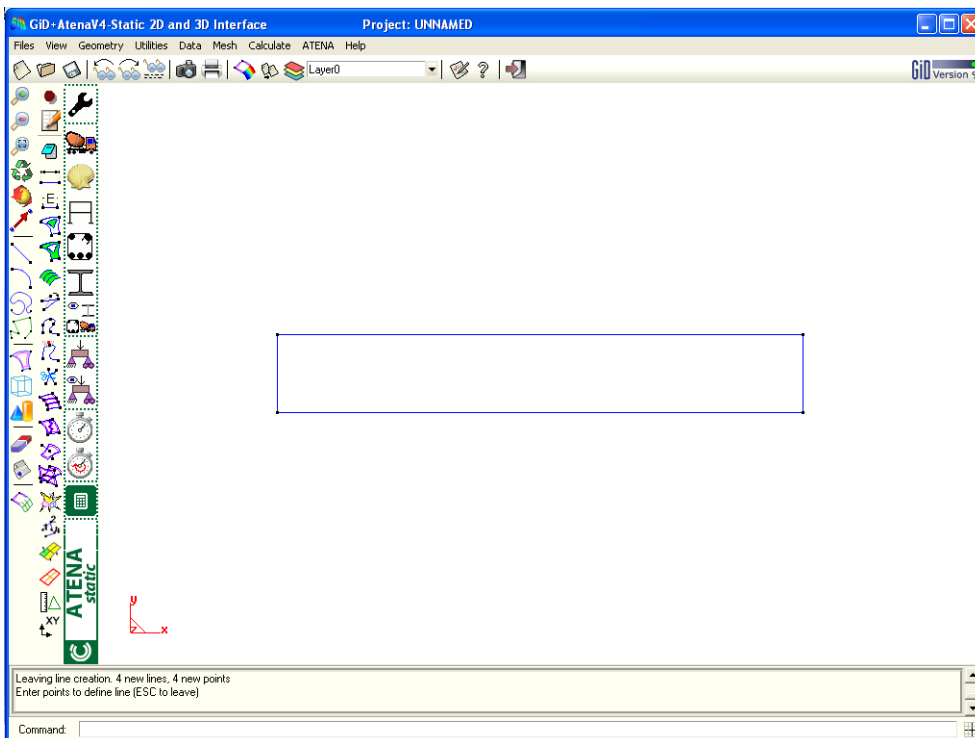 GiD+AtenaV4-Static 2D and 3D Interface Project: UNNAMED
Files View Geometry Utilities Data Mesh Calculate ATENA Help
Layer0
GiD Version
E
2
XY
ATENA
static
y
z x
Leaving line creation. 4 new lines, 4 new points
Enter points to define line (ESC to leave)
Command: